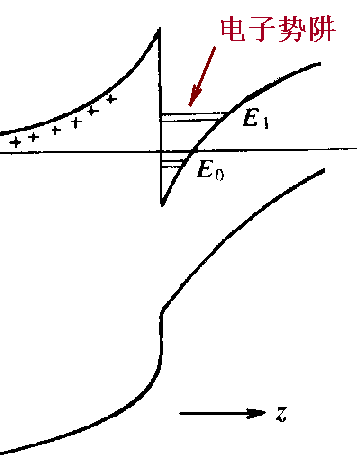 电子势阱
+ + + + + +
E₁
E₀
z